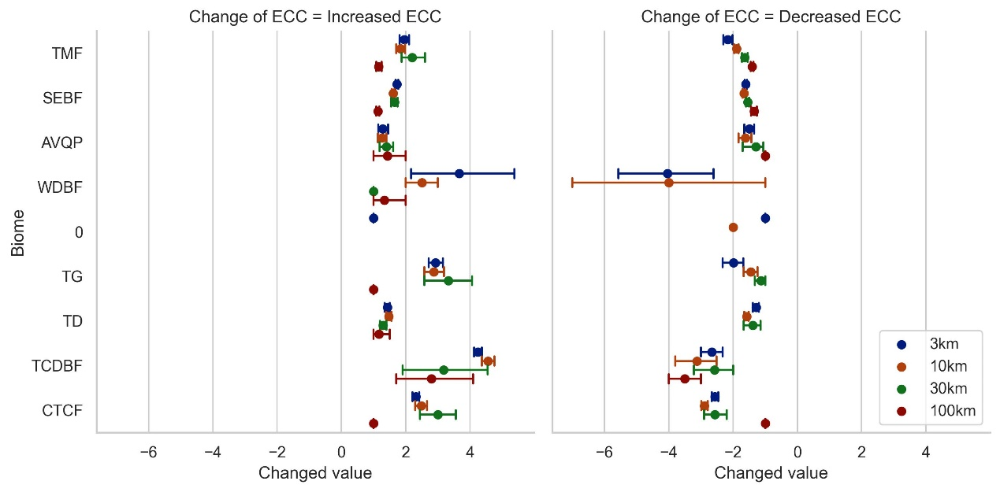 Change of ECC = Increased ECC
Change of ECC = Decreased ECC
Biome
TMF
SEBF
AVQP
WDBF
0
TG
TD
TCDBF
CTCF
−6 −4 −2 0 2 4
Changed value
−6 −4 −2 0 2 4
Changed value
3km
10km
30km
100km